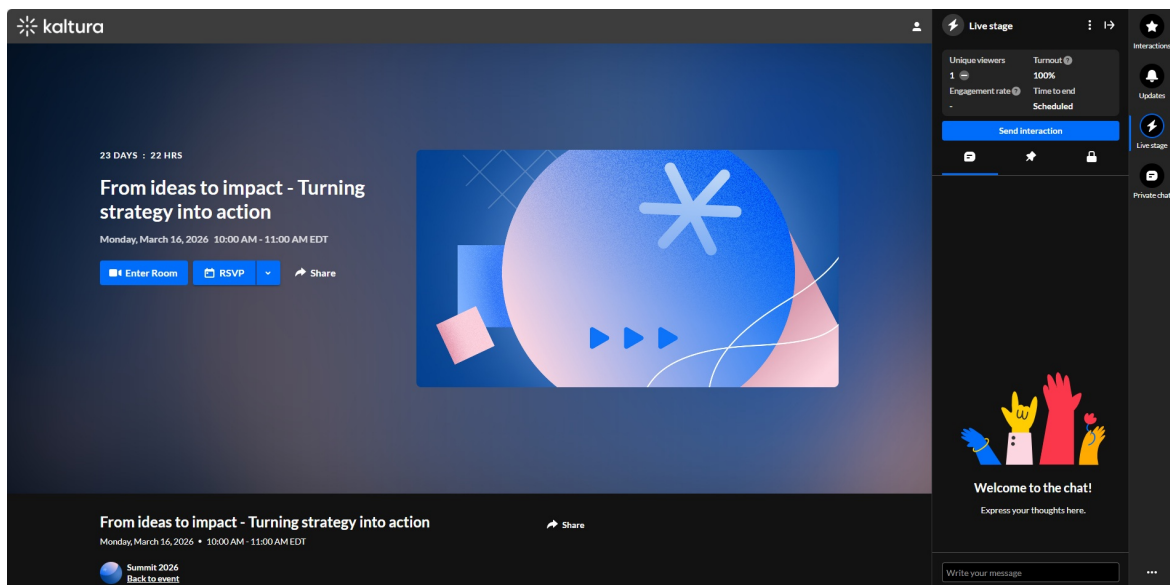 kaltura
23 DAYS : 22 HRS
From ideas to impact - Turning
strategy into action
Monday, March 16, 2026 10:00 AM - 11:00 AM EDT
Enter Room
RSVP
Share
From ideas to impact - Turning strategy into action
Share
Monday, March 16, 2026 • 10:00 AM - 11:00 AM EDT
Summit 2026
Back to event
Live stage
Unique viewers
Turnout
1
100%
Engagement rate
Time to end
-
Scheduled
Send interaction
Welcome to the chat!
Express your thoughts here.
Write your message
Interactions
Updates
Live stage
Private chat